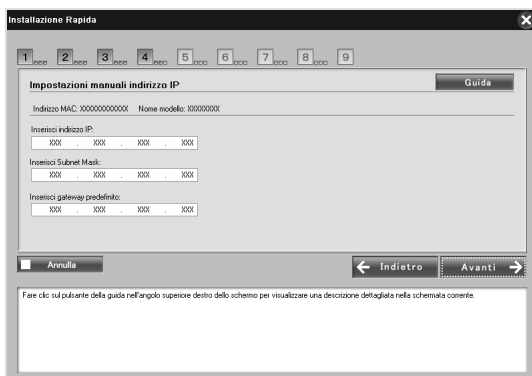 Installazione Rapida
1 2 3 4 5 6 7 8 9
Impostazioni manuali indirizzo IP
Guida
Indirizzo MAC: XXXXXXXXXXXX Nome modello: XXXXXXXX
Inserisci indirizzo IP:
XXX . XXX . XXX . XXX
Inserisci Subnet Mask:
XXX . XXX . XXX . XXX
Inserisci gateway predefinito:
XXX . XXX . XXX . XXX
Annulla
Indietro
Avanti
Fare clic sul pulsante della guida nell'angolo superiore destro dello schermo per visualizzare una descrizione dettagliata nella schermata corrente.